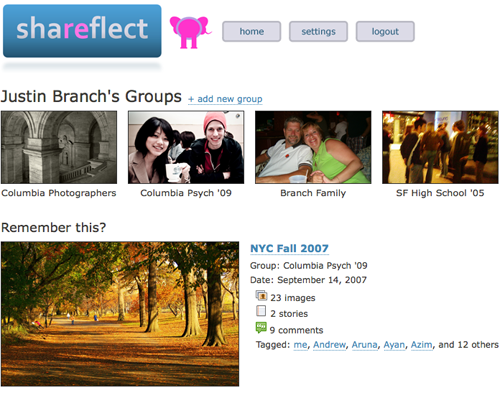 shareflect
home settings logout
Justin Branch's Groups + add new group
Columbia Photographers Columbia Psych '09 Branch Family SF High School '05
Remember this?
NYC Fall 2007
Group: Columbia Psych '09
Date: September 14, 2007
23 images
2 stories
9 comments
Tagged: me, Andrew, Aruna, Ayan, Azim, and 12 others